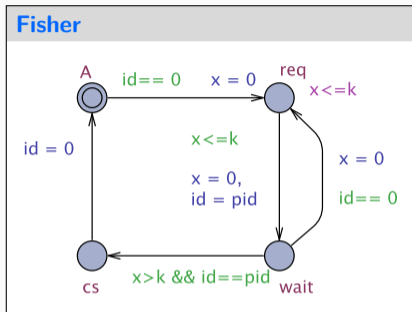 Fisher
A
id== 0
x = 0
req
x<=k
x<=k
id = 0
x = 0,
id = pid
x = 0
id== 0
cs
x>k && id==pid
wait